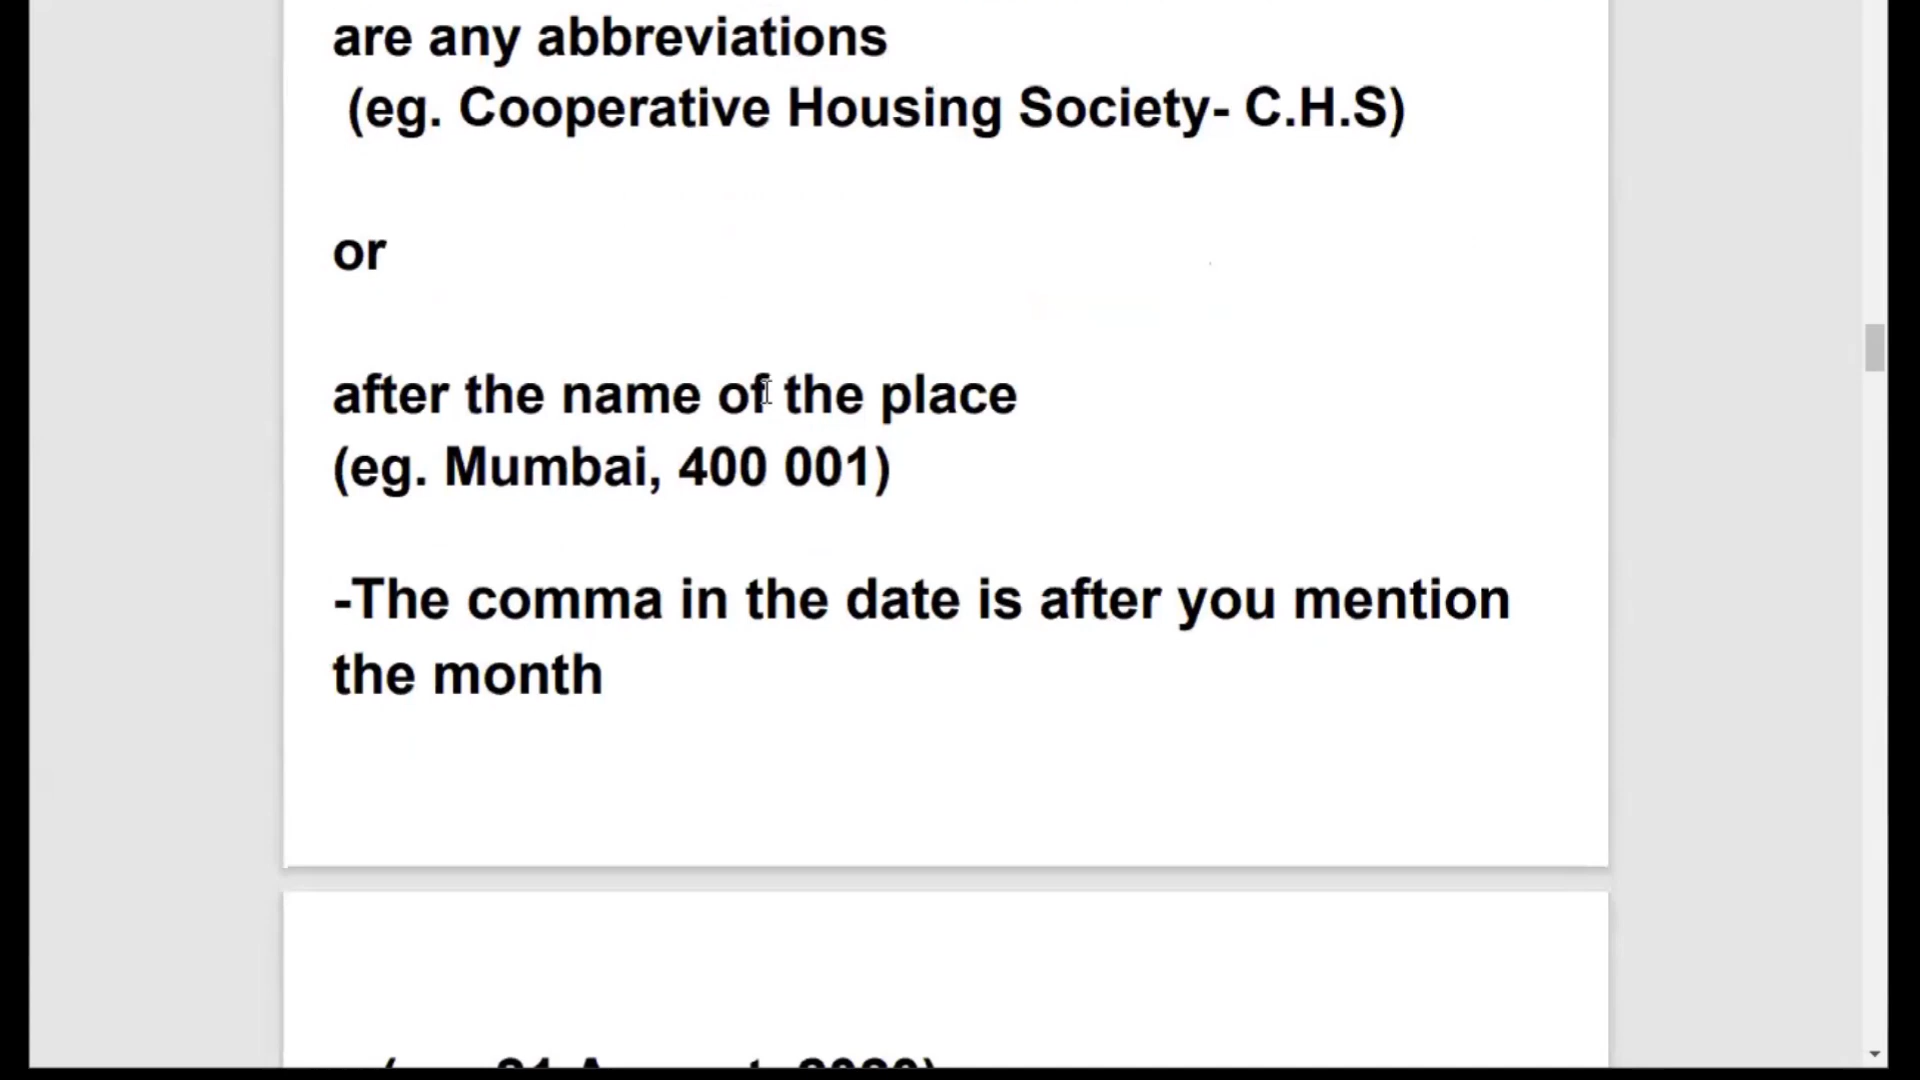 are any abbreviations
(eg. Cooperative Housing Society- C.H.S)
or
after the name of the place
(eg. Mumbai, 400 001)
-The comma in the date is after you mention
the month